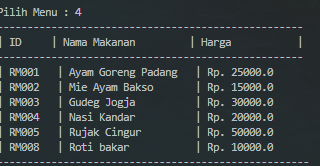 Pilih Menu : 4
------------------------------------------
| ID | Nama Makanan | Harga |
------------------------------------------
| RM001 | Ayam Goreng Padang | Rp. 25000.0
| RM002 | Mie Ayam Bakso | Rp. 15000.0
| RM003 | Gudeg Jogja | Rp. 30000.0
| RM004 | Nasi Kandar | Rp. 20000.0
| RM005 | Rujak Cingur | Rp. 50000.0
| RM008 | Roti bakar | Rp. 10000.0
------------------------------------------